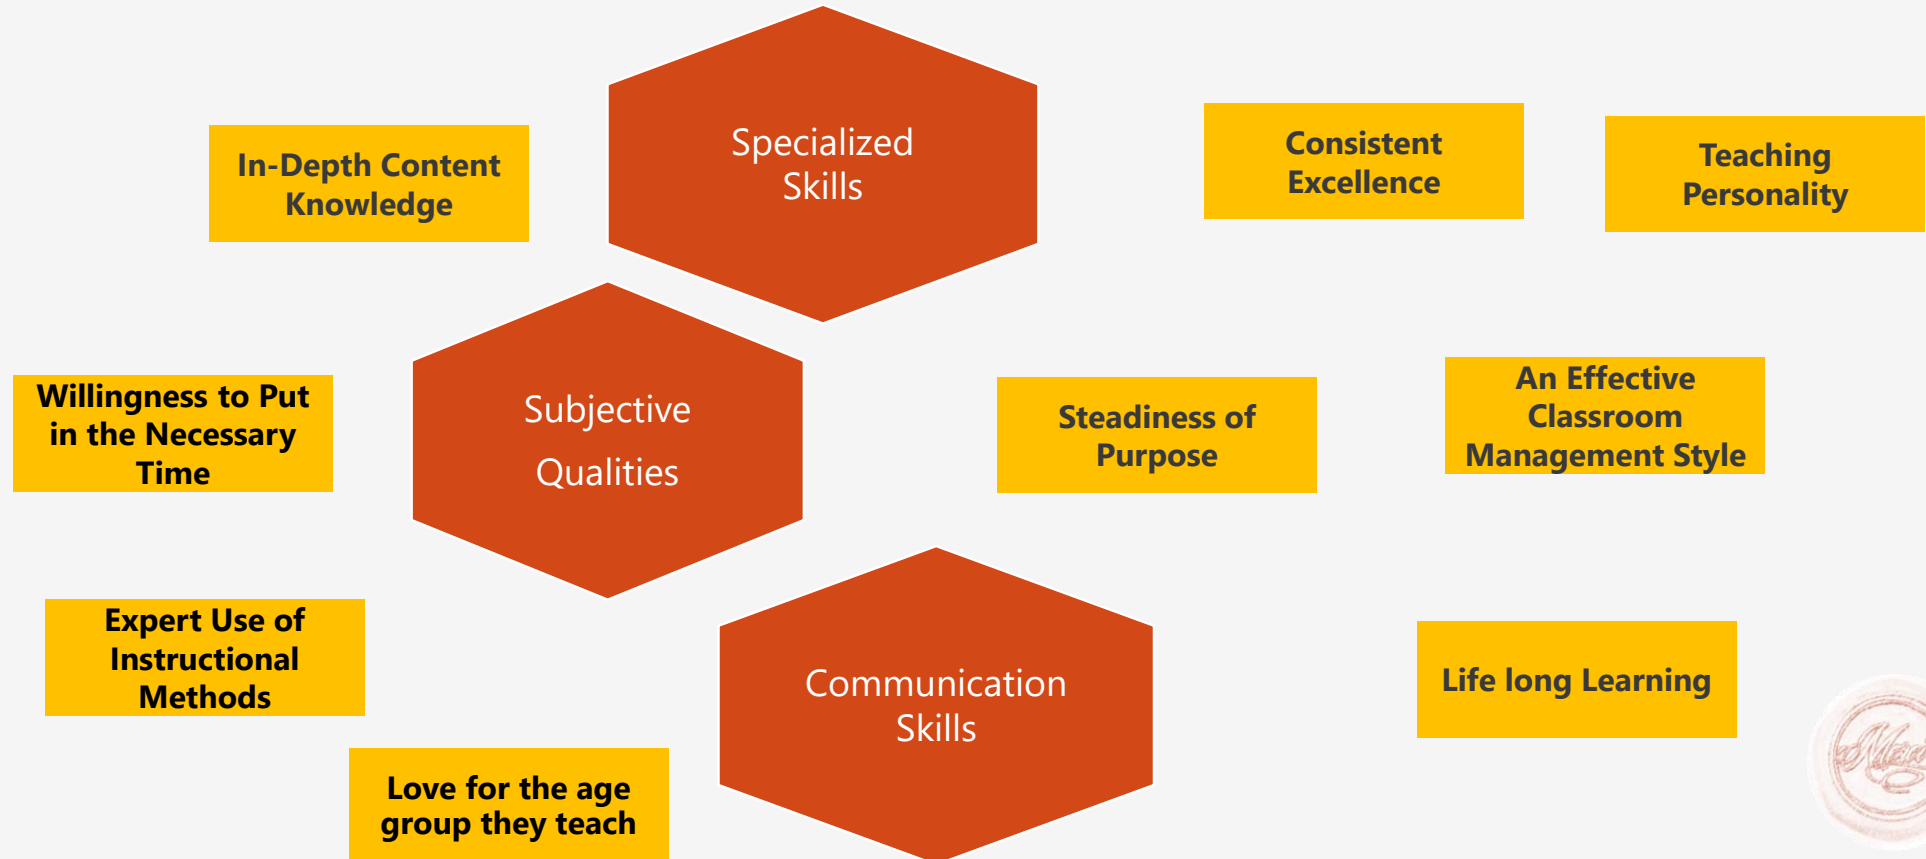 Specialized
Skills
In-Depth Content
Knowledge
Consistent
Excellence
Teaching
Personality
Subjective
Qualities
Willingness to Put
in the Necessary
Time
Steadiness of
Purpose
An Effective
Classroom
Management Style
Expert Use of
Instructional
Methods
Communication
Skills
Life long Learning
Love for the age
group they teach